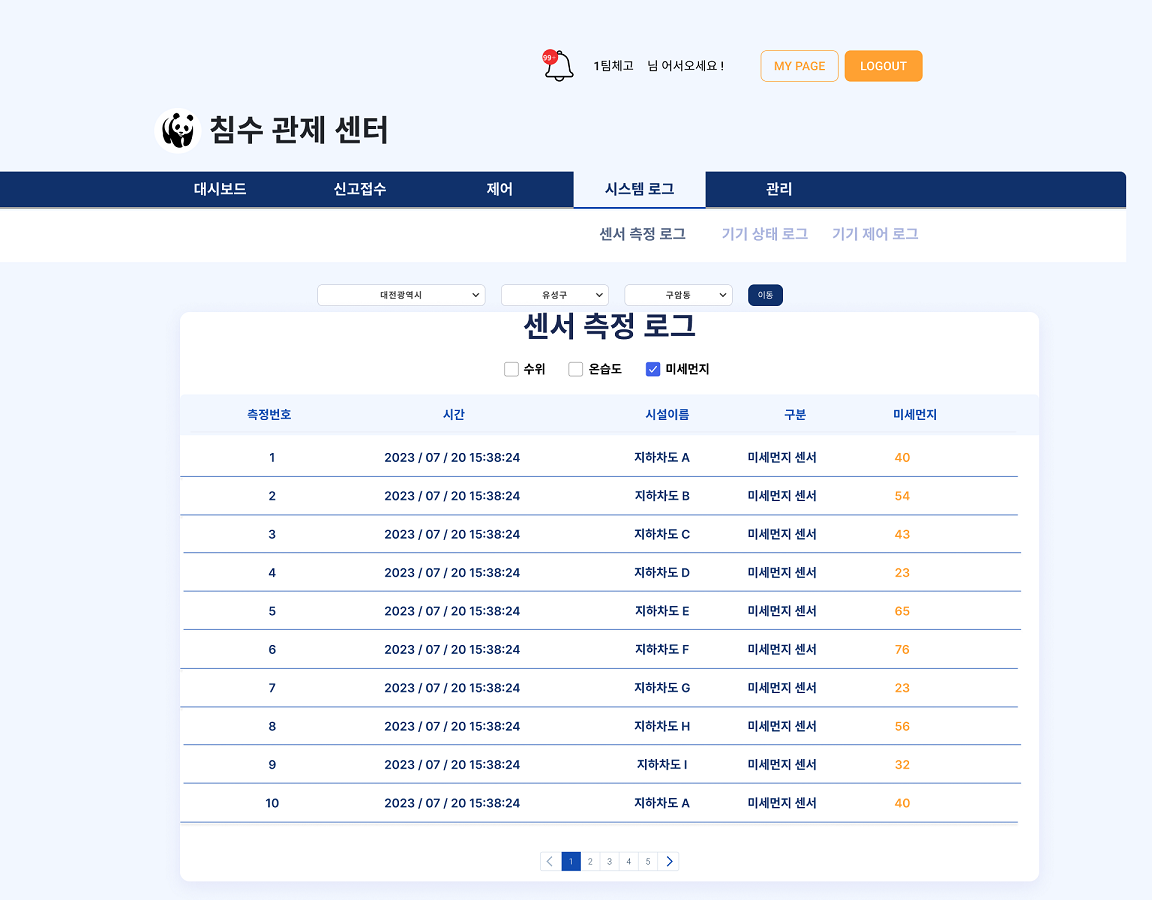 99+
1팀체고 님 어서오세요 !
MY PAGE
LOGOUT
침수 관제 센터
대시보드 신고접수 제어 시스템 로그 관리
센서 측정 로그 기기 상태 로그 기기 제어 로그
대전광역시 유성구 구암동 이동
센서 측정 로그
수위 온습도 미세먼지
측정번호 시간 시설이름 구분 미세먼지
1 2023 / 07 / 20 15:38:24 지하차도 A 미세먼지 센서 40
2 2023 / 07 / 20 15:38:24 지하차도 B 미세먼지 센서 54
3 2023 / 07 / 20 15:38:24 지하차도 C 미세먼지 센서 43
4 2023 / 07 / 20 15:38:24 지하차도 D 미세먼지 센서 23
5 2023 / 07 / 20 15:38:24 지하차도 E 미세먼지 센서 65
6 2023 / 07 / 20 15:38:24 지하차도 F 미세먼지 센서 76
7 2023 / 07 / 20 15:38:24 지하차도 G 미세먼지 센서 23
8 2023 / 07 / 20 15:38:24 지하차도 H 미세먼지 센서 56
9 2023 / 07 / 20 15:38:24 지하차도 I 미세먼지 센서 32
10 2023 / 07 / 20 15:38:24 지하차도 A 미세먼지 센서 40
1 2 3 4 5